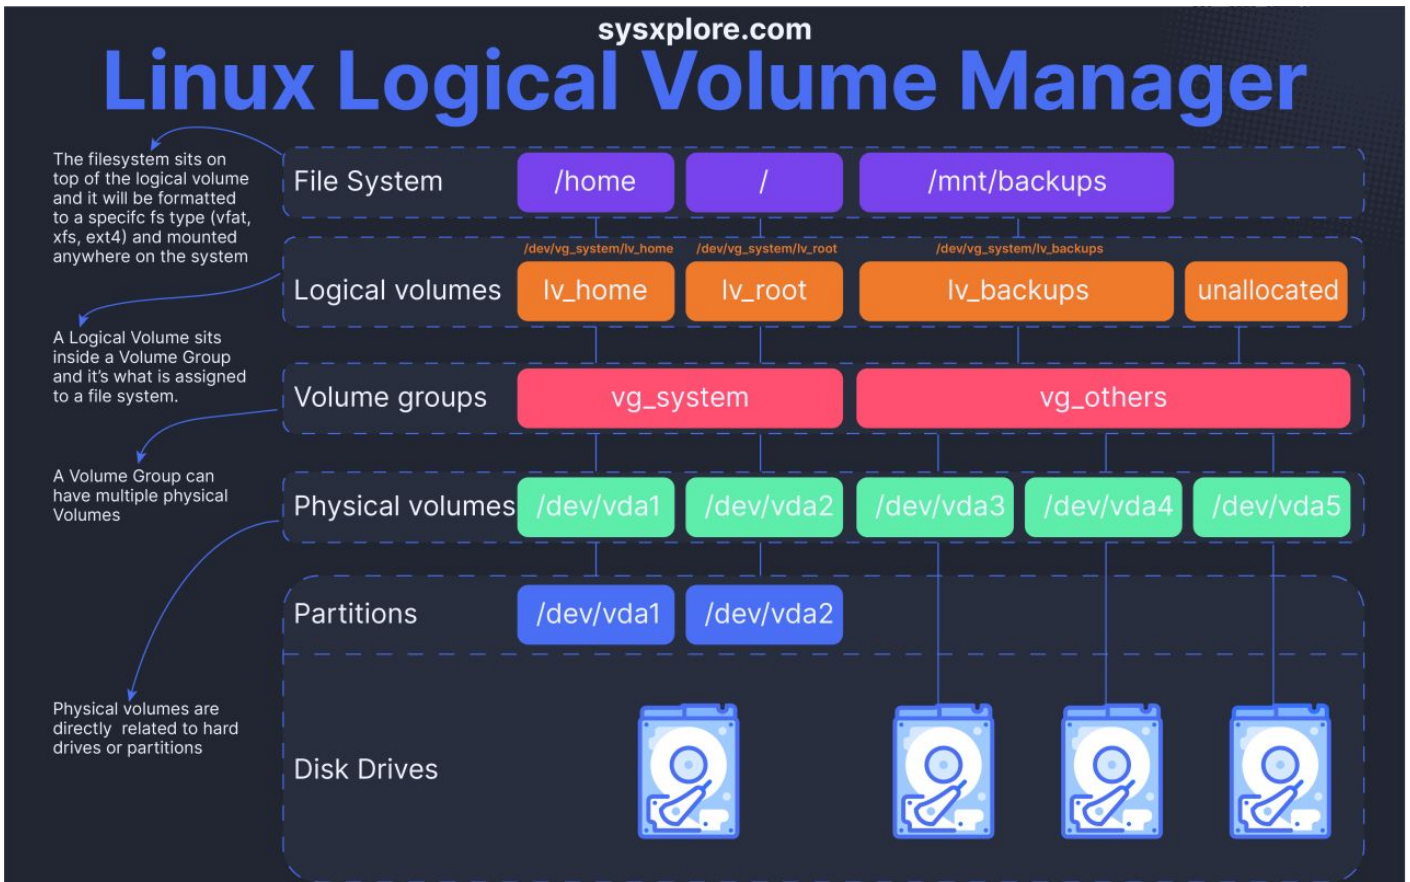 sysxplore.com
Linux Logical Volume Manager
The filesystem sits on
top of the logical volume
and it will be formatted
to a specifc fs type (vfat,
xfs, ext4) and mounted
anywhere on the system
File System
/home
/
/mnt/backups
/dev/vg_system/lv_home
/dev/vg_system/lv_root
/dev/vg_system/lv_backups
Logical volumes
lv_home
lv_root
lv_backups
unallocated
A Logical Volume sits
inside a Volume Group
and it's what is assigned
to a file system.
Volume groups
vg_system
vg_others
A Volume Group can
have multiple physical
Volumes
Physical volumes
/dev/vda1
/dev/vda2
/dev/vda3
/dev/vda4
/dev/vda5
Partitions
/dev/vda1
/dev/vda2
Physical volumes are
directly related to hard
drives or partitions
Disk Drives